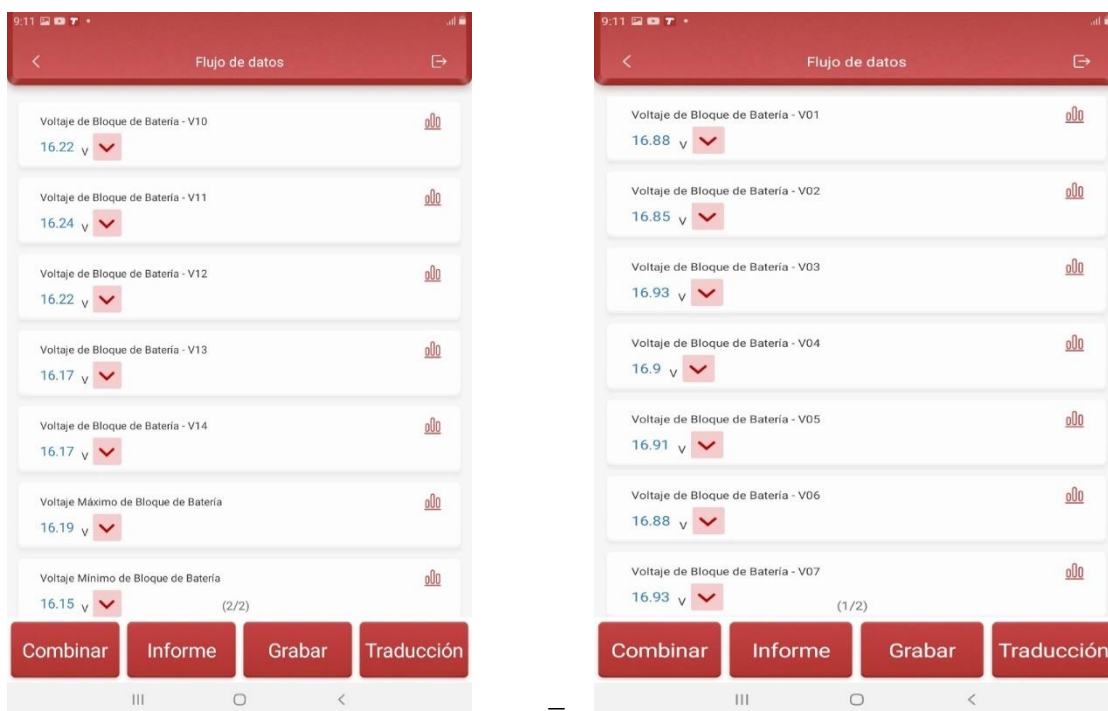 9:11
Flujo de datos
Voltaje de Bloque de Batería - V10
16.22 V
Voltaje de Bloque de Batería - V11
16.24 V
Voltaje de Bloque de Batería - V12
16.22 V
Voltaje de Bloque de Batería - V13
16.17 V
Voltaje de Bloque de Batería - V14
16.17 V
Voltaje Máximo de Bloque de Batería
16.19 V
Voltaje Mínimo de Bloque de Batería
16.15 V
(2/2)
Combinar Informe Grabar Traducción
9:11
Flujo de datos
Voltaje de Bloque de Batería - V01
16.88 V
Voltaje de Bloque de Batería - V02
16.85 V
Voltaje de Bloque de Batería - V03
16.93 V
Voltaje de Bloque de Batería - V04
16.9 V
Voltaje de Bloque de Batería - V05
16.91 V
Voltaje de Bloque de Batería - V06
16.88 V
Voltaje de Bloque de Batería - V07
16.93 V
(1/2)
Combinar Informe Grabar Traducción